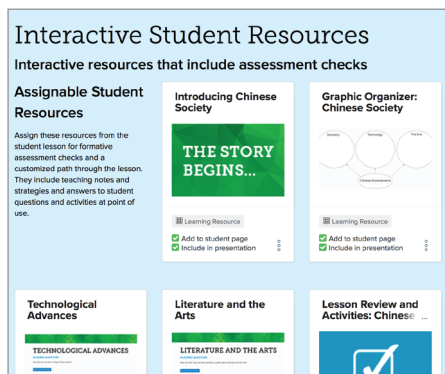 Interactive Student Resources
Interactive resources that include assessment checks
Assignable Student
Resources
Assign these resources from the
student lesson for formative
assessment checks and a
customized path through the lesson.
They include teaching notes and
strategies and answers to student
questions and activities at point of
use.
Introducing Chinese
Society
THE STORY
BEGINS...
Learning Resource
Add to student page
Include in presentation
Graphic Organizer:
Chinese Society
Learning Resource
Add to student page
Include in presentation
Technological
Advances
TECHNOLOGICAL ADVANCES
Literature and the
Arts
LITERATURE AND THE ARTS
Lesson Review and
Activities: Chinese ...